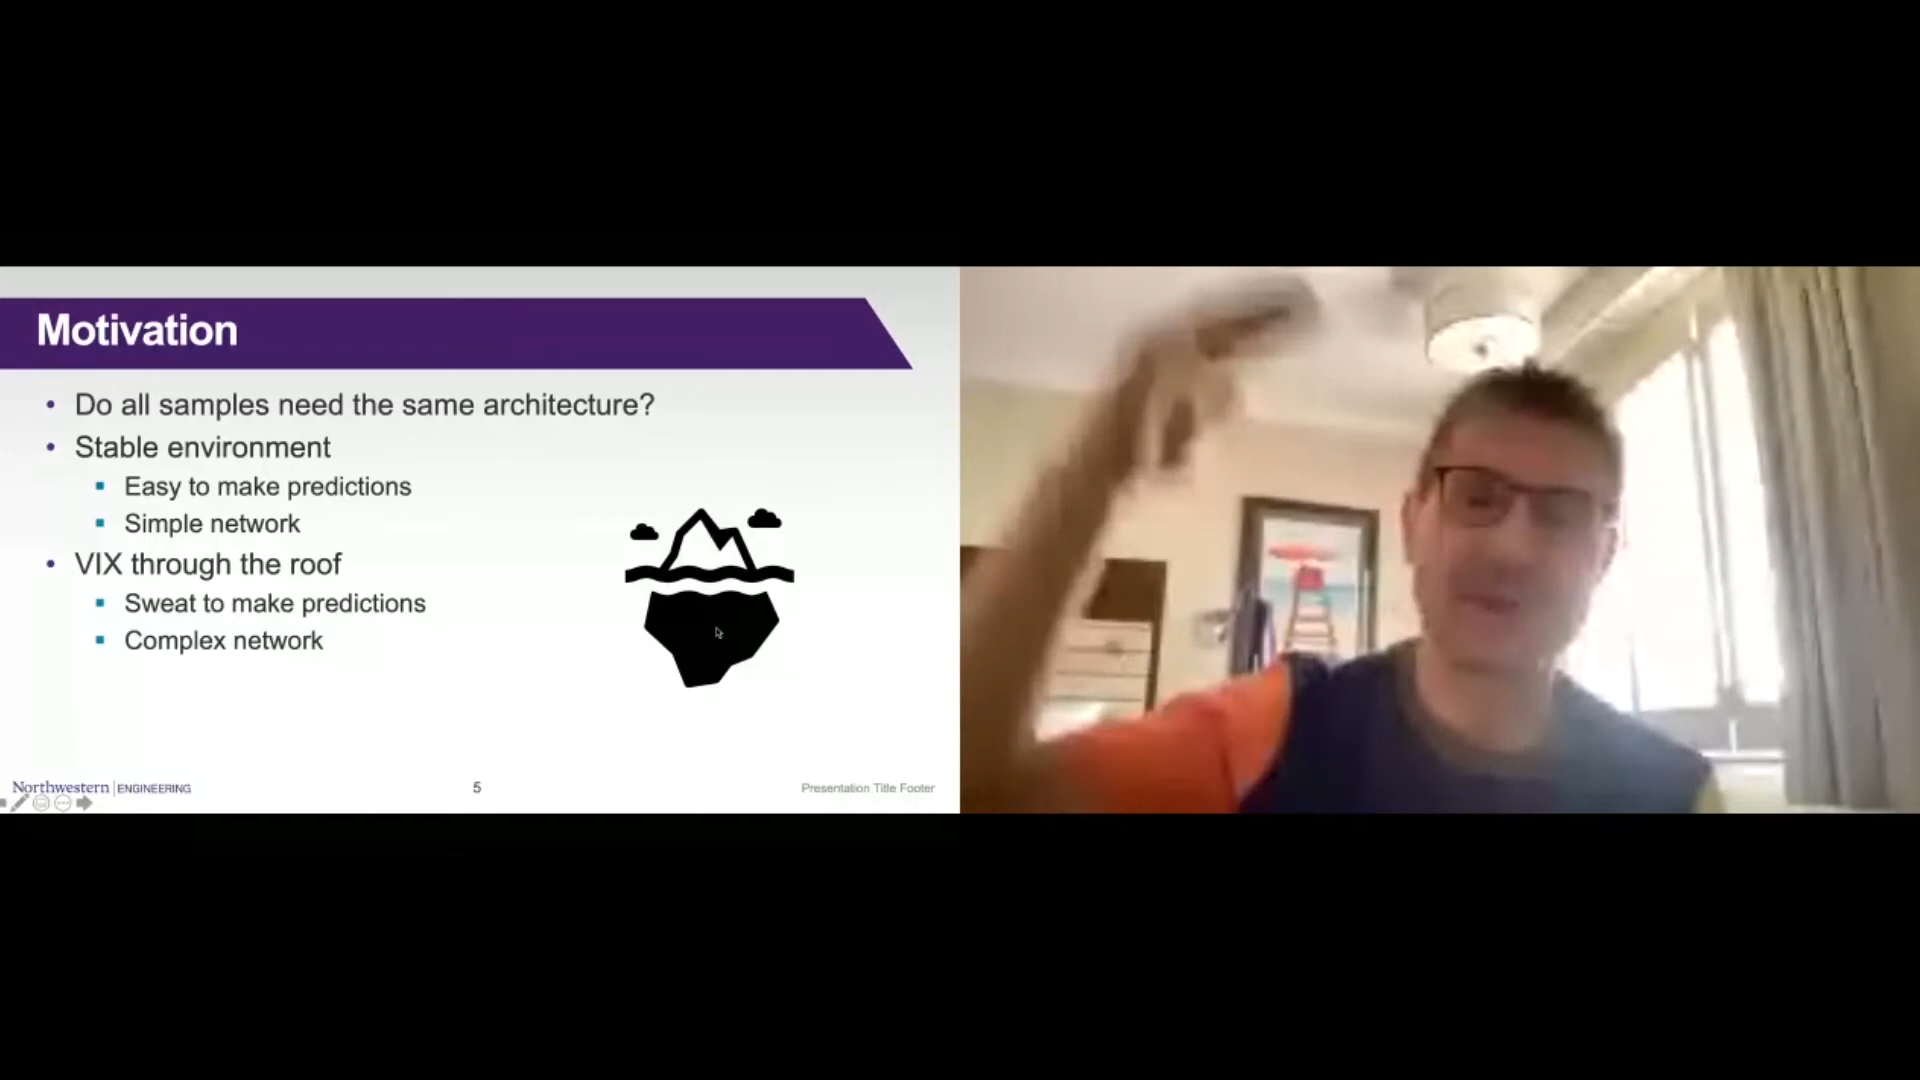 Motivation
• Do all samples need the same architecture?
• Stable environment
▪ Easy to make predictions
▪ Simple network
• VIX through the roof
▪ Sweat to make predictions
▪ Complex network
Northwestern | ENGINEERING
5
Presentation Title Footer